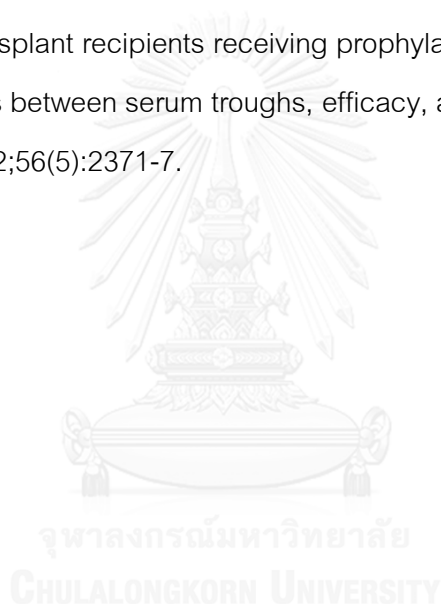 splant recipients receiving prophyla
s between serum troughs, efficacy, a
2;56(5):2371-7.
จุฬาลงกรณ์มหาวิทยาลัย
CHULALONGKORN UNIVERSITY